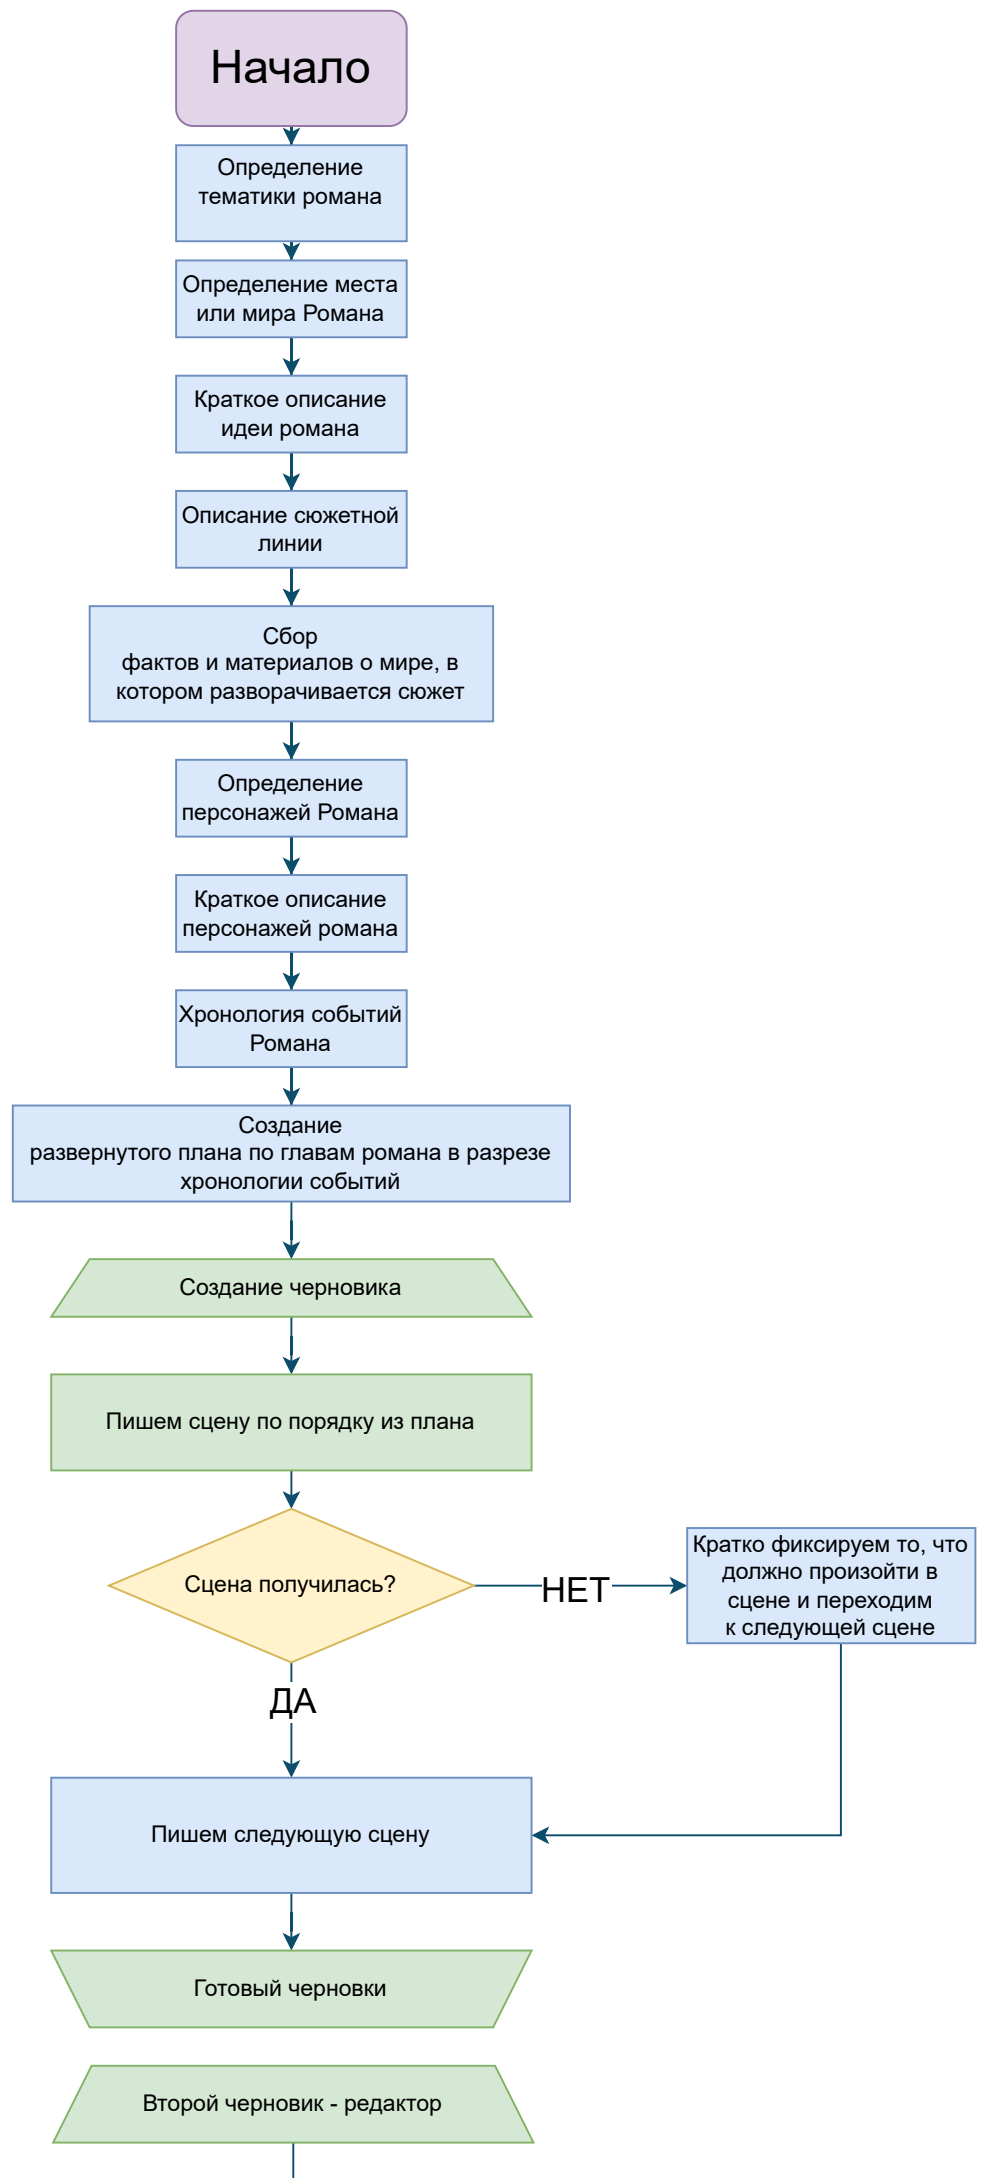 Начало
Определение
тематики романа
Определение места
или мира Романа
Краткое описание
идеи романа
Описание сюжетной
линии
Сбор
фактов и материалов о мире, в
котором разворачивается сюжет
Определение
персонажей Романа
Краткое описание
персонажей романа
Хронология событий
Романа
Создание
развернутого плана по главам романа в разрезе
хронологии событий
Создание черновика
Пишем сцену по порядку из плана
Сцена получилась?
НЕТ
Кратко фиксируем то, что
должно произойти в
сцене и переходим
к следующей сцене
ДА
Пишем следующую сцену
Готовый черновки
Второй черновик - редактор